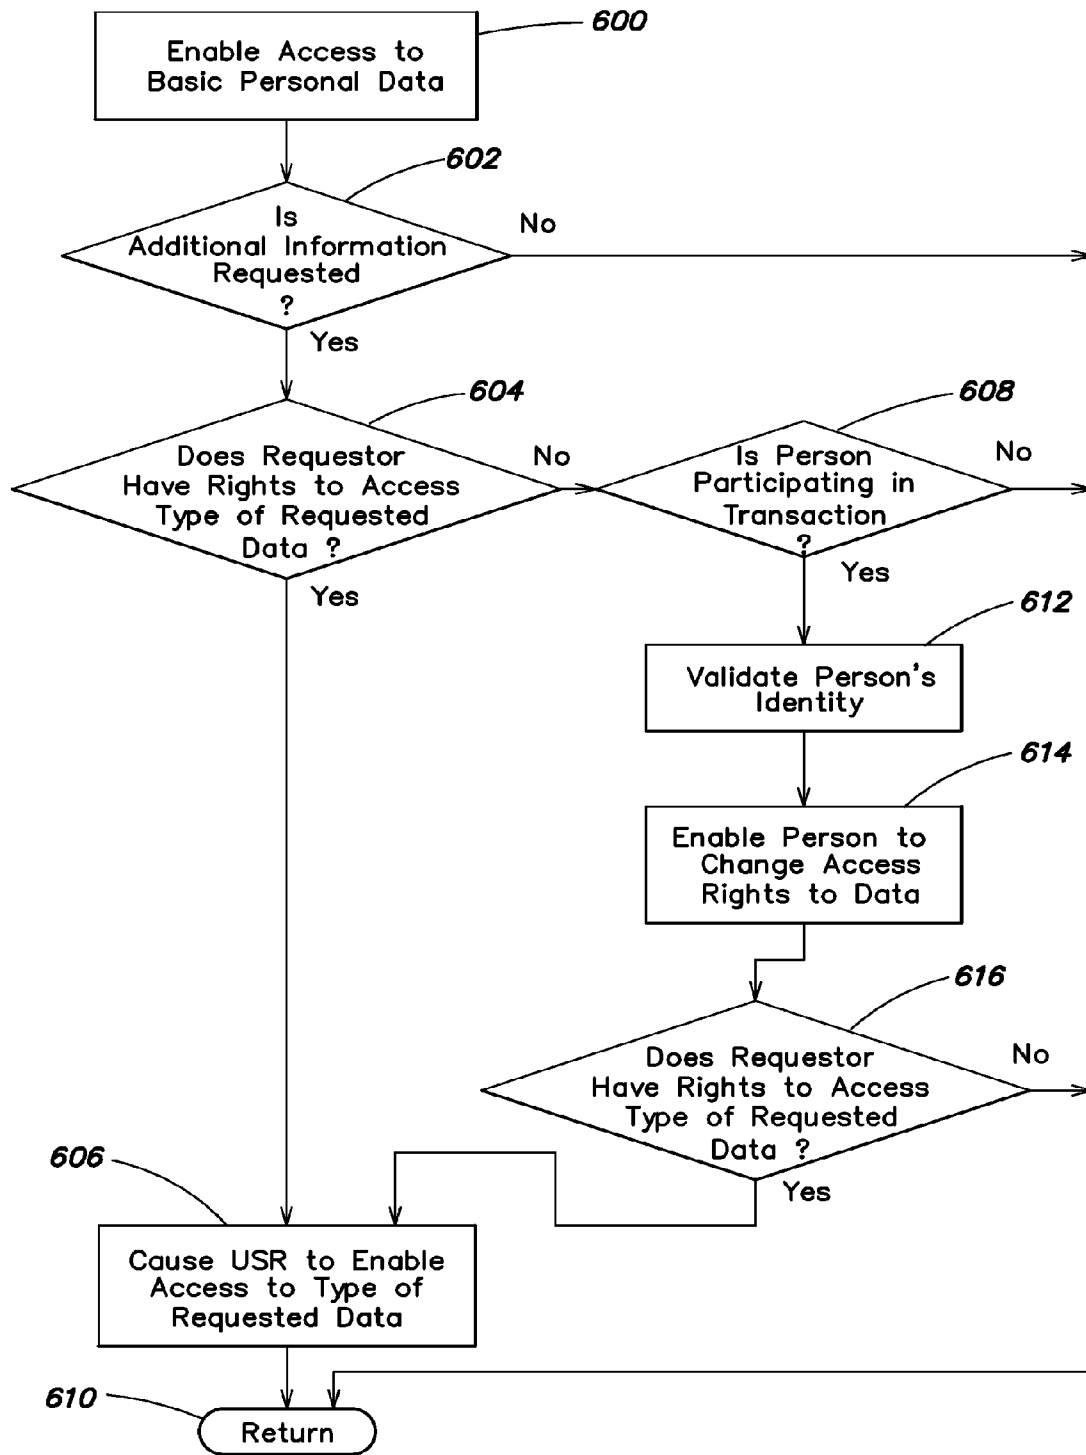 600
Enable Access to
Basic Personal Data
602
Is
Additional Information
Requested
?
No
Yes
604
Does Requestor
Have Rights to Access
Type of Requested
Data ?
No
Yes
608
Is Person
Participating in
Transaction
?
No
Yes
612
Validate Person's
Identity
614
Enable Person to
Change Access
Rights to Data
616
Does Requestor
Have Rights to Access
Type of Requested
Data ?
No
Yes
606
Cause USR to Enable
Access to Type of
Requested Data
610
Return